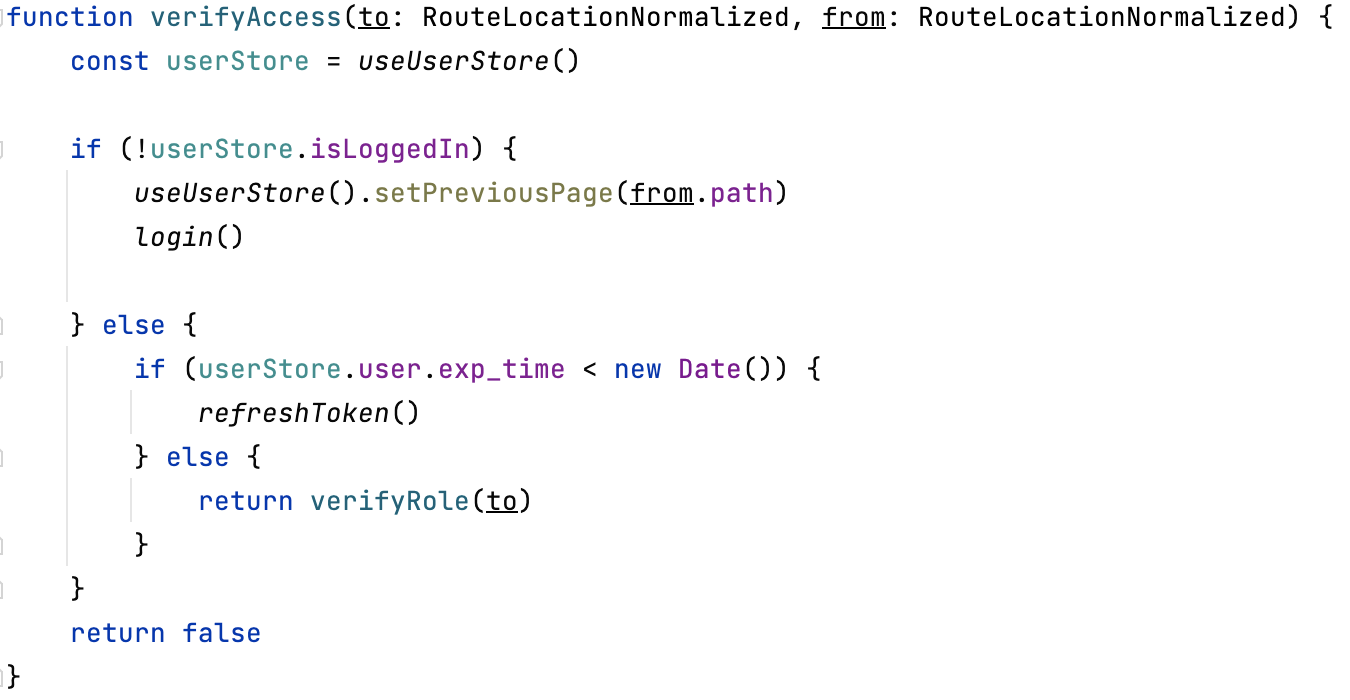 function verifyAccess(to: RouteLocationNormalized, from: RouteLocationNormalized) {
    const userStore = useUserStore()

    if (!userStore.isLoggedIn) {
        useUserStore().setPreviousPage(from.path)
        login()

    } else {
        if (userStore.user.exp_time < new Date()) {
            refreshToken()
        } else {
            return verifyRole(to)
        }
    }
    return false
}